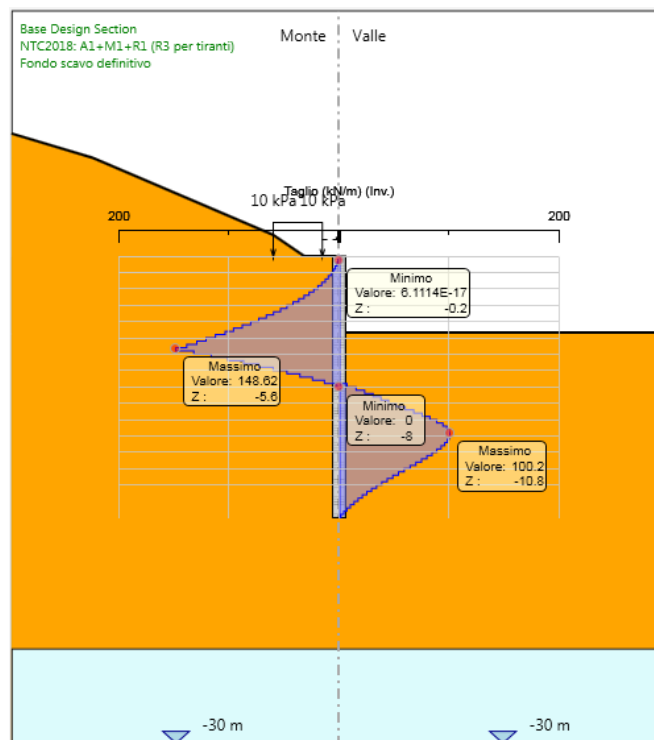 Base Design Section
NTC2018: A1+M1+R1 (R3 per tiranti)
Fondo scavo definitivo
Monte Valle
Taglio (kN/m) (Inv.)
10 kPa 10 kPa
200 200
Minimo
Valore: 6.1114E-17
Z : -0.2
Massimo
Valore: 148.62
Z : -5.6
Minimo
Valore: 0
Z : -8
Massimo
Valore: 100.2
Z : -10.8
-30 m -30 m